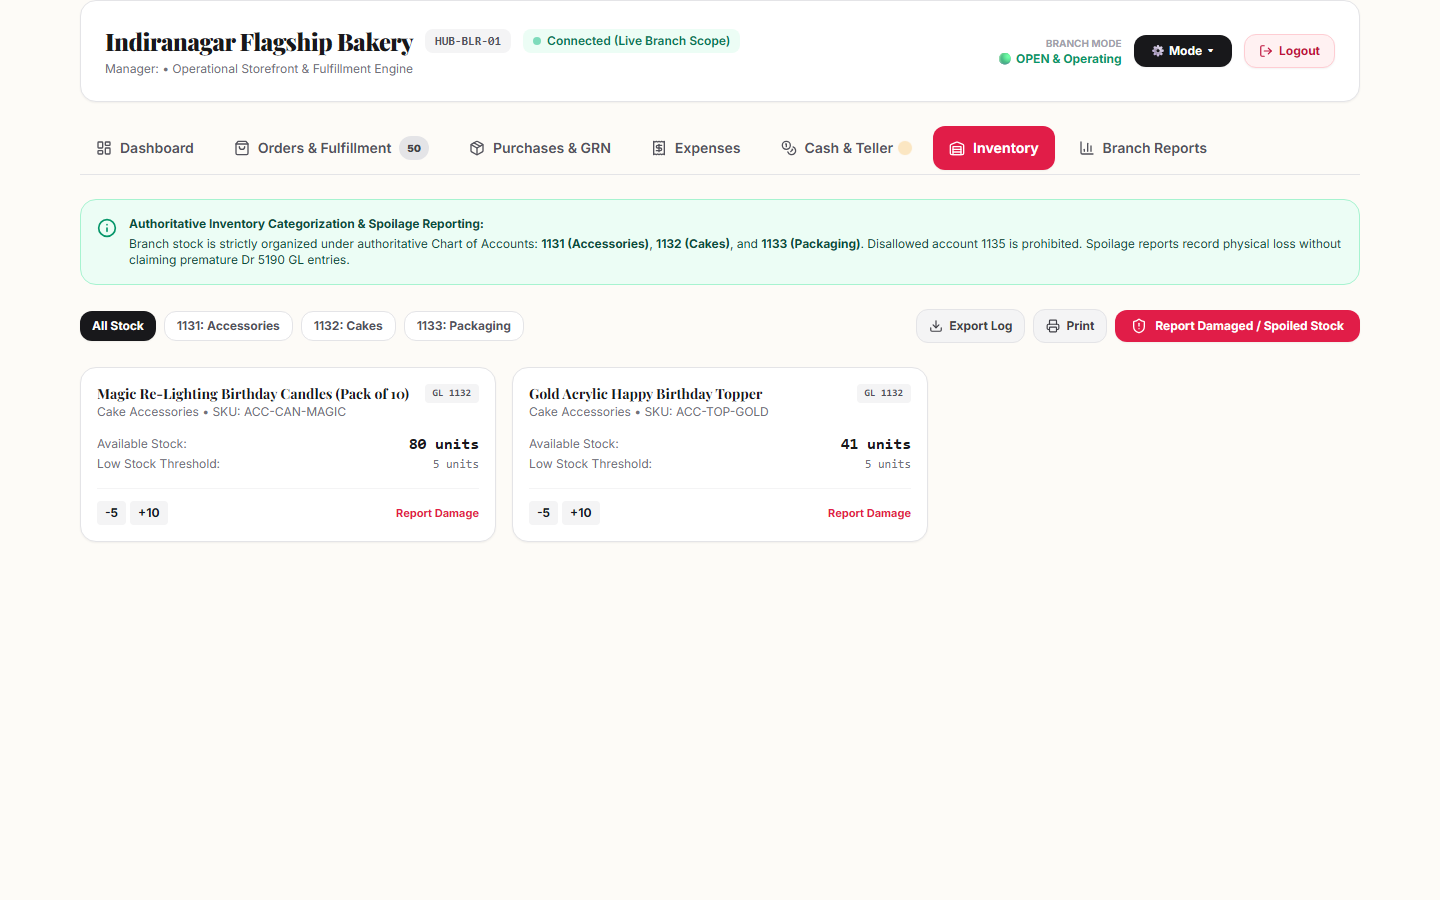 Indiranagar Flagship Bakery HUB-BLR-01 Connected (Live Branch Scope)
Manager: • Operational Storefront & Fulfillment Engine
BRANCH MODE
OPEN & Operating
Mode
Logout
Dashboard Orders & Fulfillment 50 Purchases & GRN Expenses Cash & Teller Inventory Branch Reports
Authoritative Inventory Categorization & Spoilage Reporting:
Branch stock is strictly organized under authoritative Chart of Accounts: 1131 (Accessories), 1132 (Cakes), and 1133 (Packaging). Disallowed account 1135 is prohibited. Spoilage reports record physical loss without
claiming premature Dr 5190 GL entries.
All Stock 1131: Accessories 1132: Cakes 1133: Packaging Export Log Print Report Damaged / Spoiled Stock
Magic Re-Lighting Birthday Candles (Pack of 10) GL 1132
Cake Accessories • SKU: ACC-CAN-MAGIC
Available Stock: 80 units
Low Stock Threshold: 5 units
-5 +10 Report Damage
Gold Acrylic Happy Birthday Topper GL 1132
Cake Accessories • SKU: ACC-TOP-GOLD
Available Stock: 41 units
Low Stock Threshold: 5 units
-5 +10 Report Damage